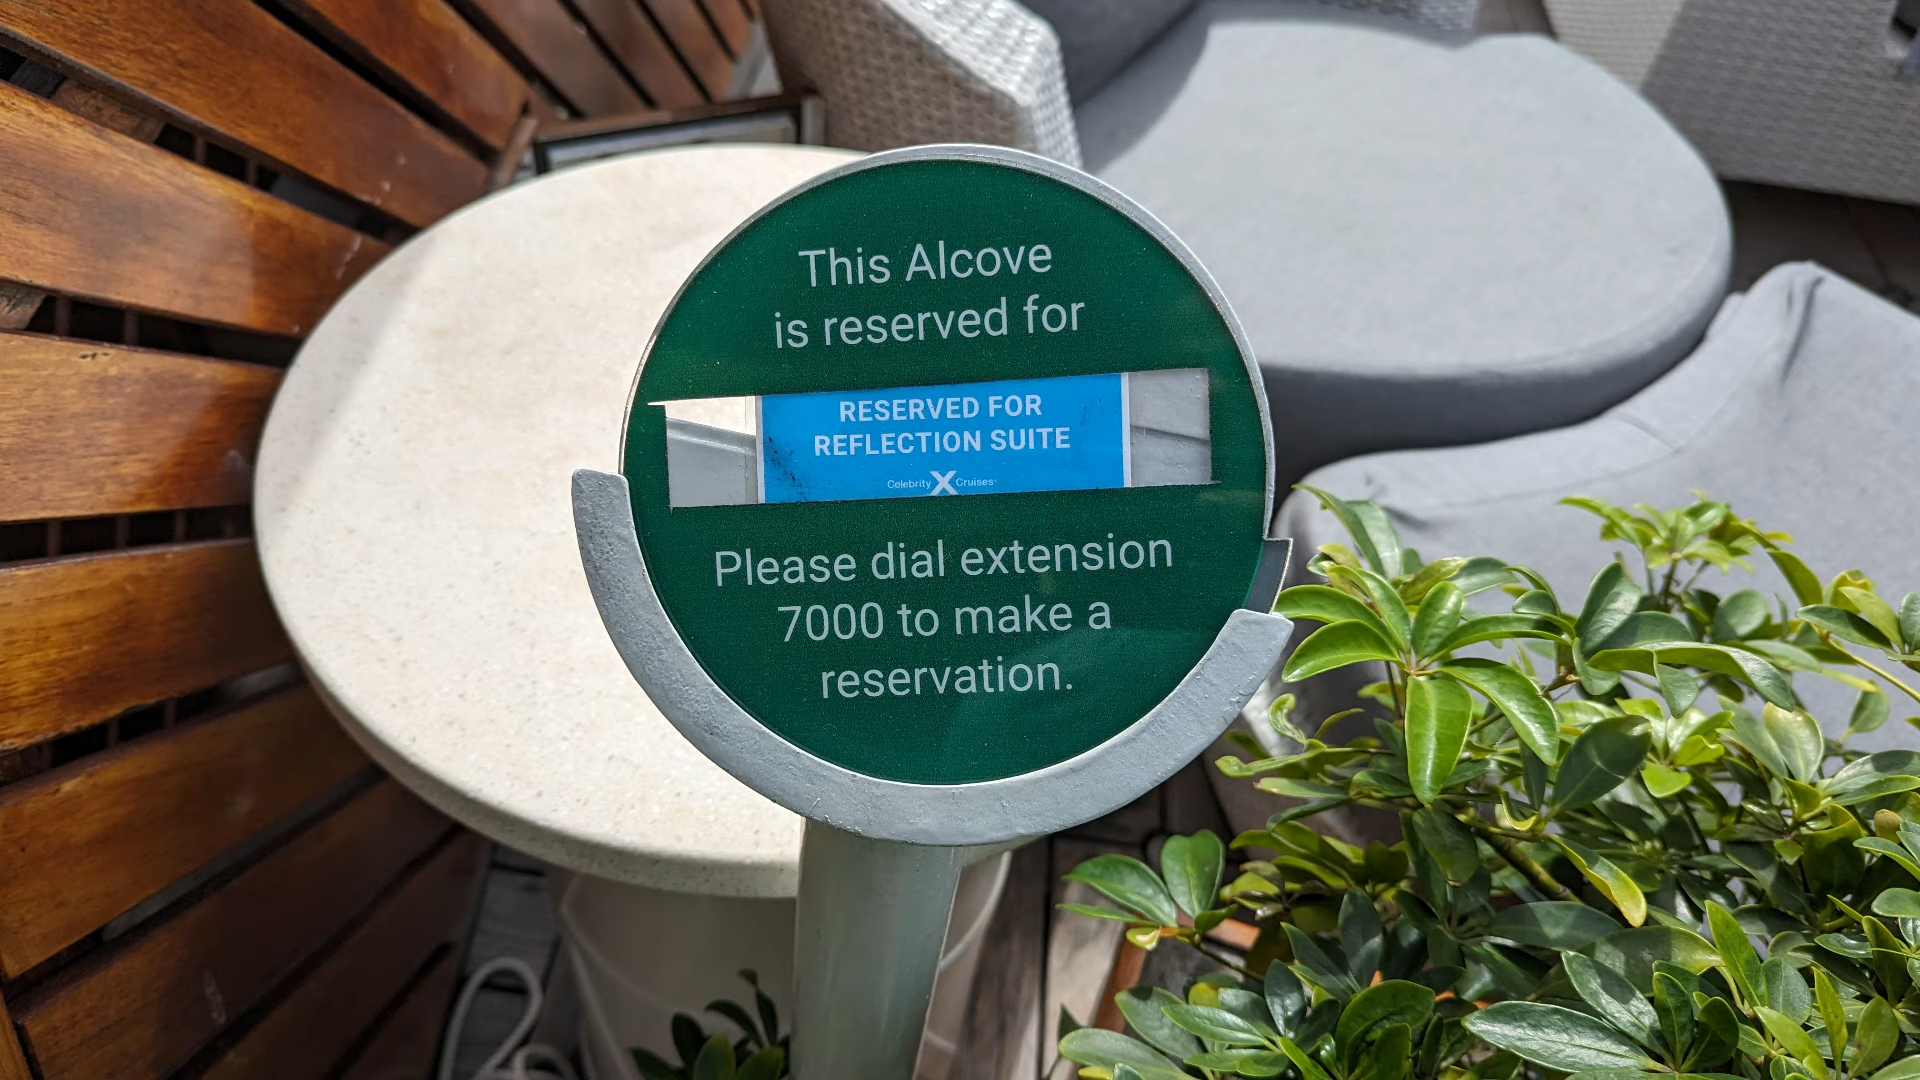 This Alcove
is reserved for
RESERVED FOR
REFLECTION SUITE
Celebrity X Cruises
Please dial extension
7000 to make a
reservation.